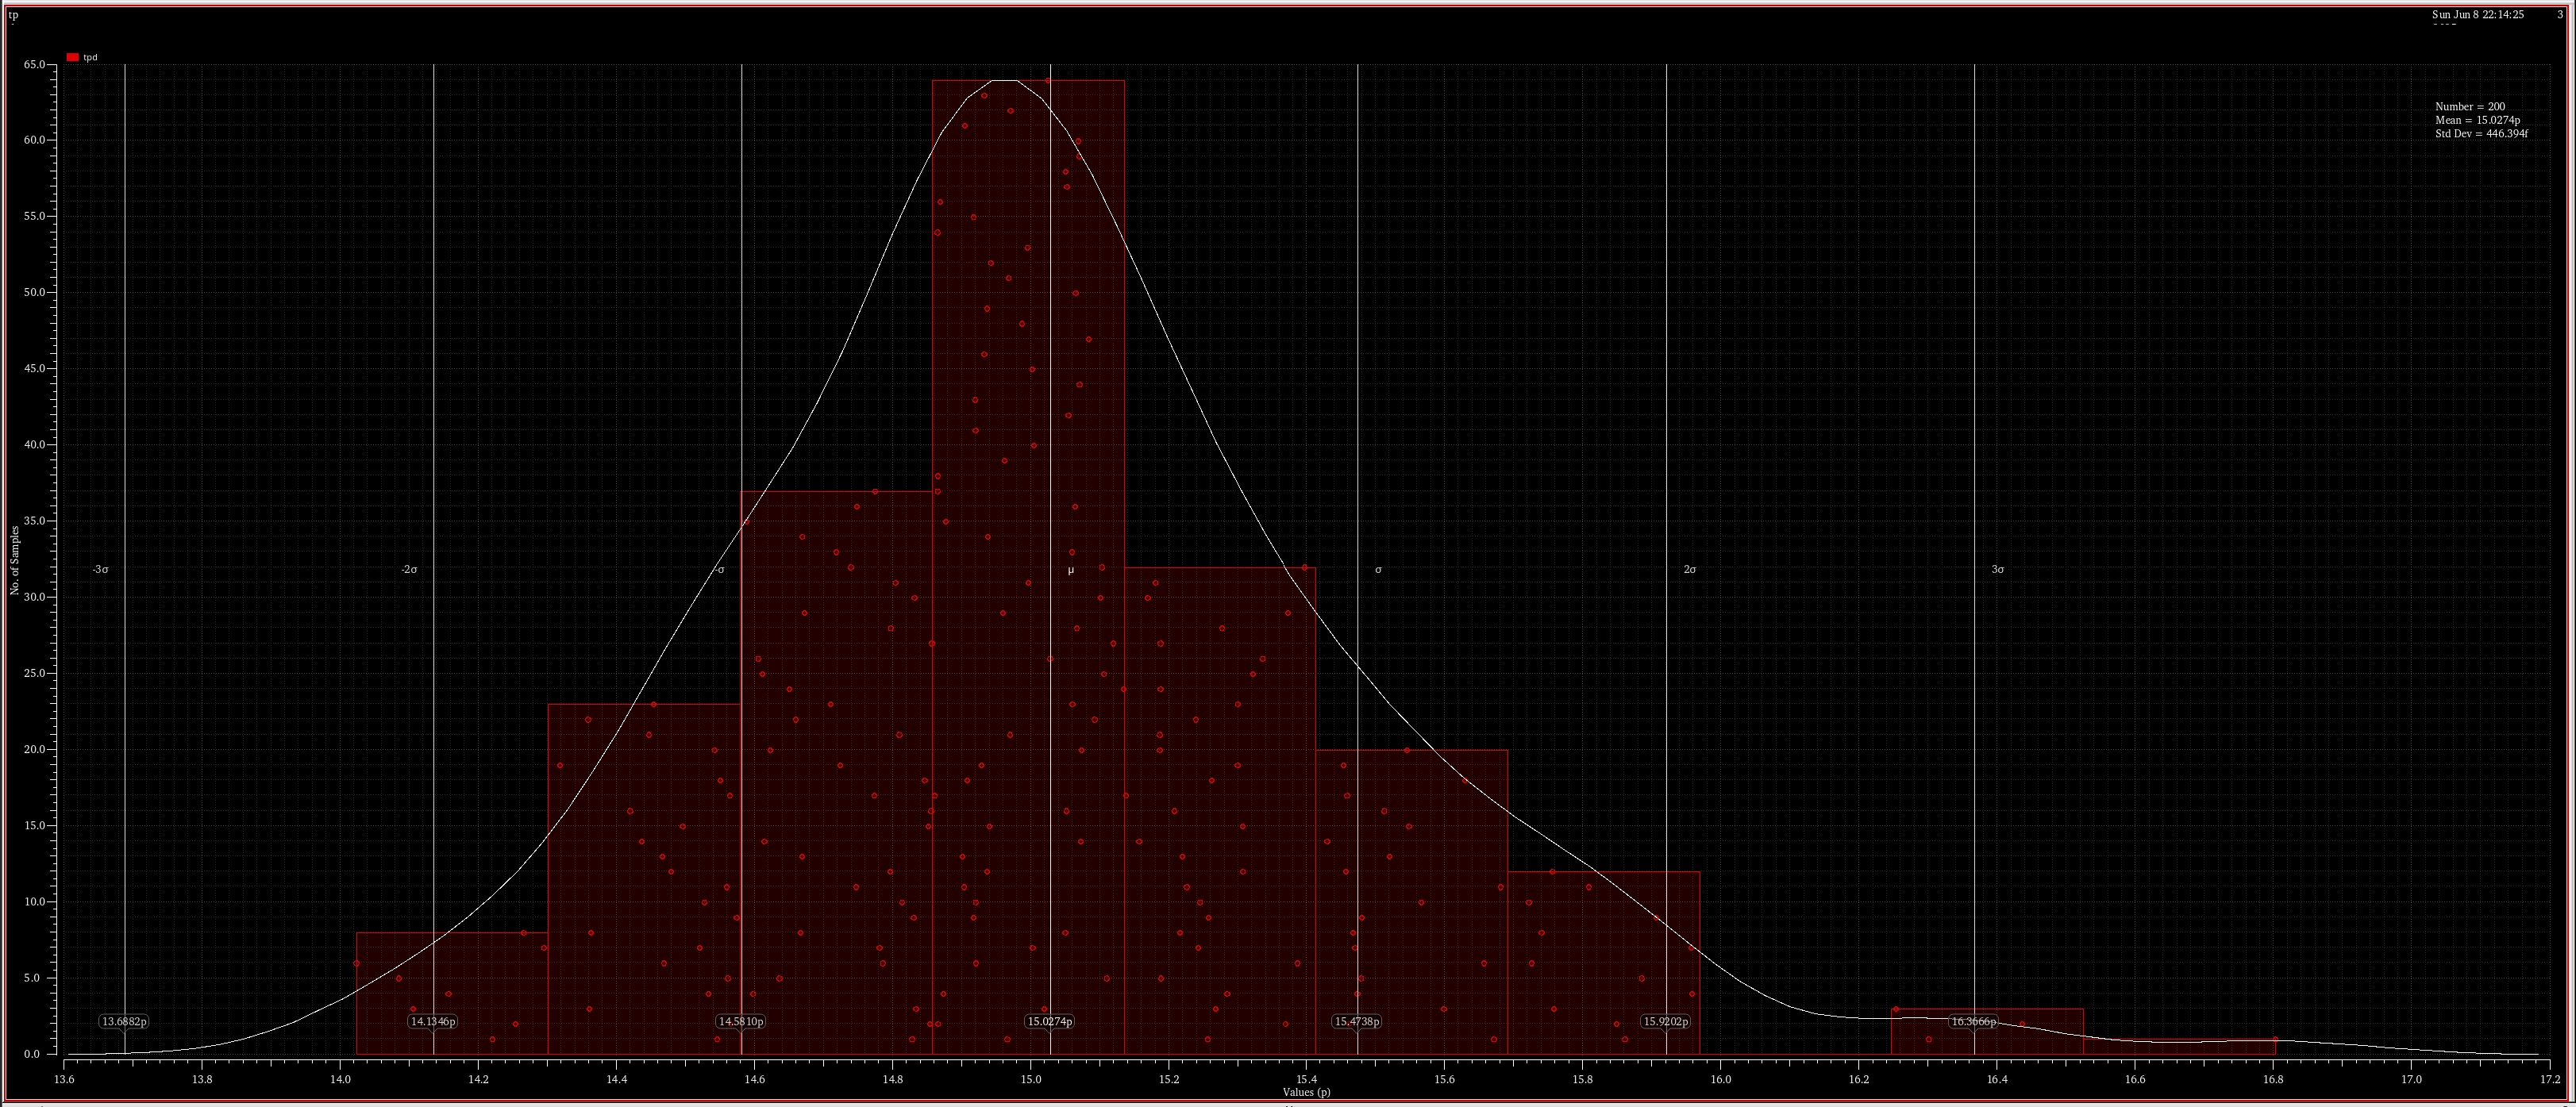 tp
Sun Jun 8 22:14:25 3
tpd
Number = 200
Mean = 15.0274p
Std Dev = 446.394f
65.0
60.0
55.0
50.0
45.0
40.0
35.0
30.0
25.0
20.0
15.0
10.0
5.0
0.0
No. of Samples
-3σ -2σ -σ μ σ 2σ 3σ
13.6882p 14.1346p 14.5810p 15.0274p 15.4738p 15.9202p 16.3666p
13.6 13.8 14.0 14.2 14.4 14.6 14.8 15.0 15.2 15.4 15.6 15.8 16.0 16.2 16.4 16.6 16.8 17.0 17.2
Values (p)